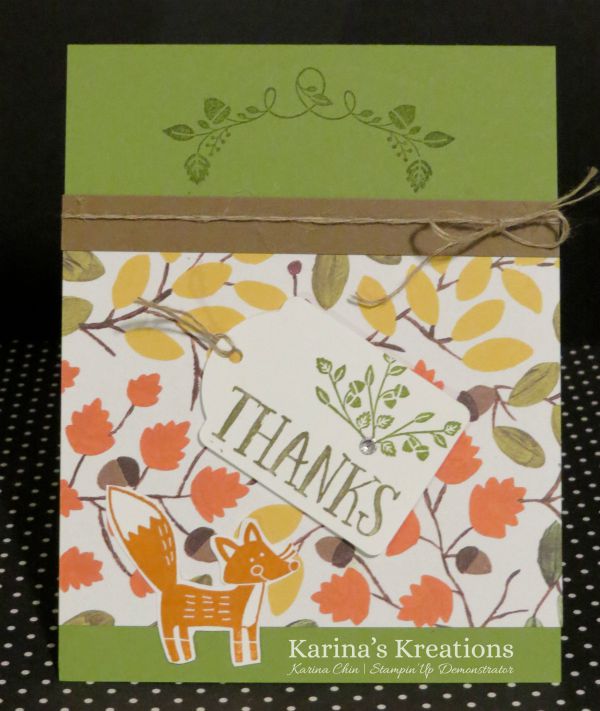 THANKS
Karina's Kreations
Karina Chin | Stampin'Up Demonstrator